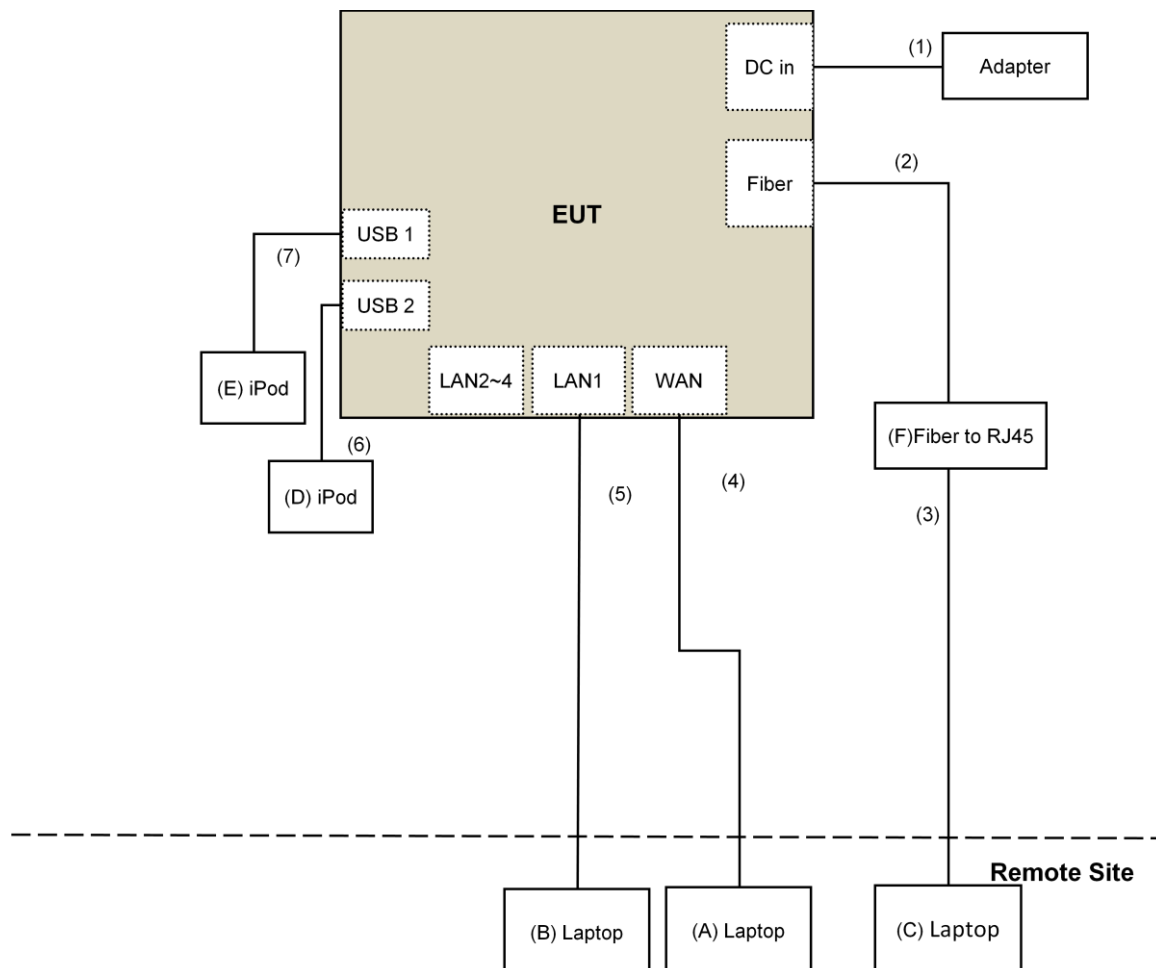 (1)
DC in
Adapter
(2)
Fiber
EUT
USB 1
(7)
USB 2
(E) iPod
LAN2~4
LAN1
WAN
(F)Fiber to RJ45
(6)
(D) iPod
(5)
(4)
(3)
Remote Site
(B) Laptop
(A) Laptop
(C) Laptop